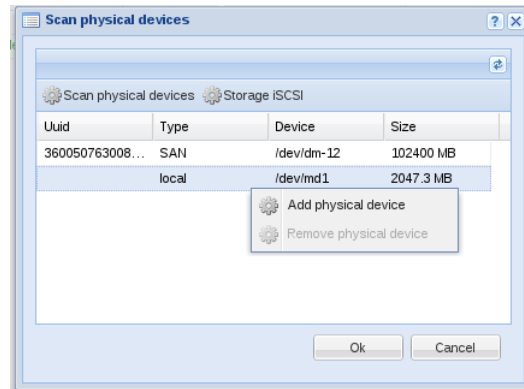 Scan physical devices
Scan physical devices Storage iSCSI
Uuid Type Device Size
360050763008... SAN /dev/dm-12 102400 MB
local /dev/md1 2047.3 MB
Add physical device
Remove physical device
Ok Cancel